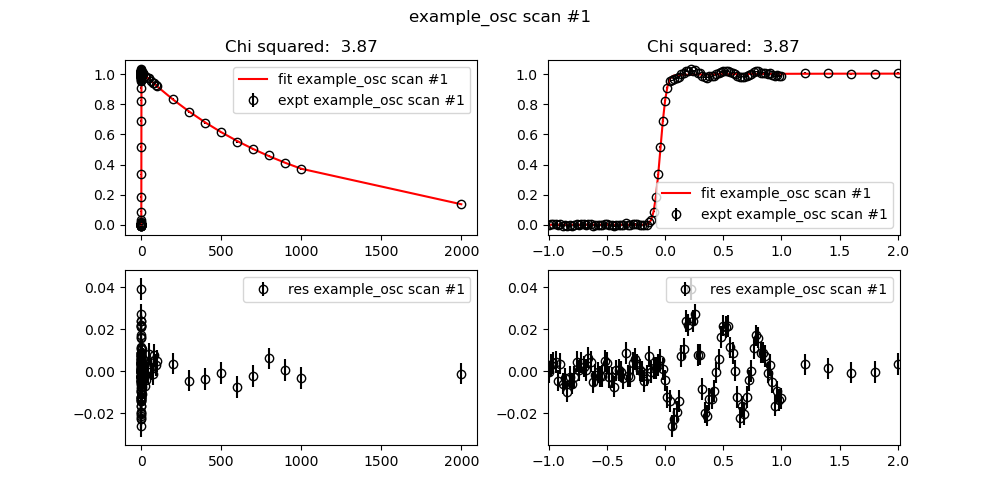 example_osc scan #1
Chi squared:  3.87
Chi squared:  3.87
1.0
0.8
0.6
0.4
0.2
0.0
fit example_osc scan #1
expt example_osc scan #1
0 500 1000 1500 2000
1.0
0.8
0.6
0.4
0.2
0.0
fit example_osc scan #1
expt example_osc scan #1
−1.0 −0.5 0.0 0.5 1.0 1.5 2.0
0.04
0.02
0.00
−0.02
res example_osc scan #1
0 500 1000 1500 2000
0.04
0.02
0.00
−0.02
res example_osc scan #1
−1.0 −0.5 0.0 0.5 1.0 1.5 2.0